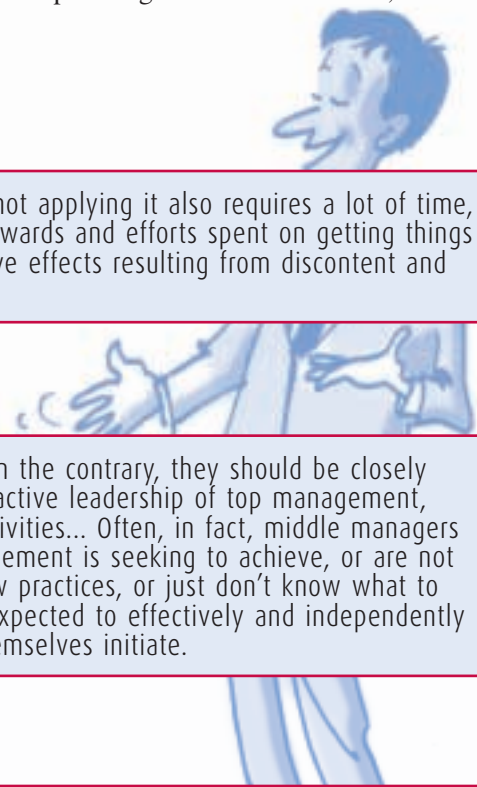 not applying it also requires a lot of time,
wards and efforts spent on getting things
ve effects resulting from discontent and
n the contrary, they should be closely
active leadership of top management,
ivities... Often, in fact, middle managers
ement is seeking to achieve, or are not
w practices, or just don't know what to
xpected to effectively and independently
emselves initiate.